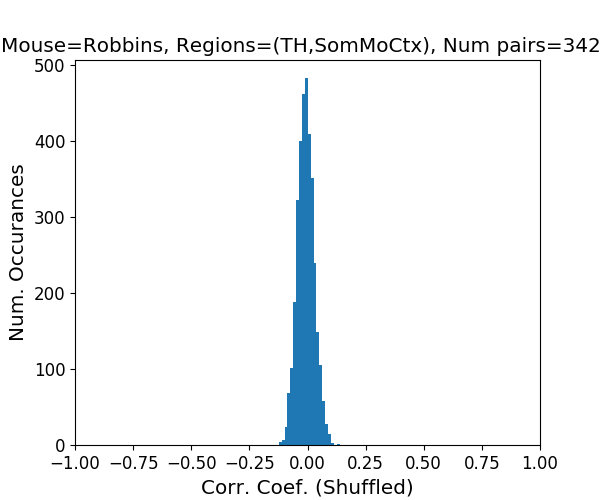 Mouse=Robbins, Regions=(TH,SomMoCtx), Num pairs=342
500
400
300
200
100
0
Num. Occurances
−1.00 −0.75 −0.50 −0.25 0.00 0.25 0.50 0.75 1.00
Corr. Coef. (Shuffled)